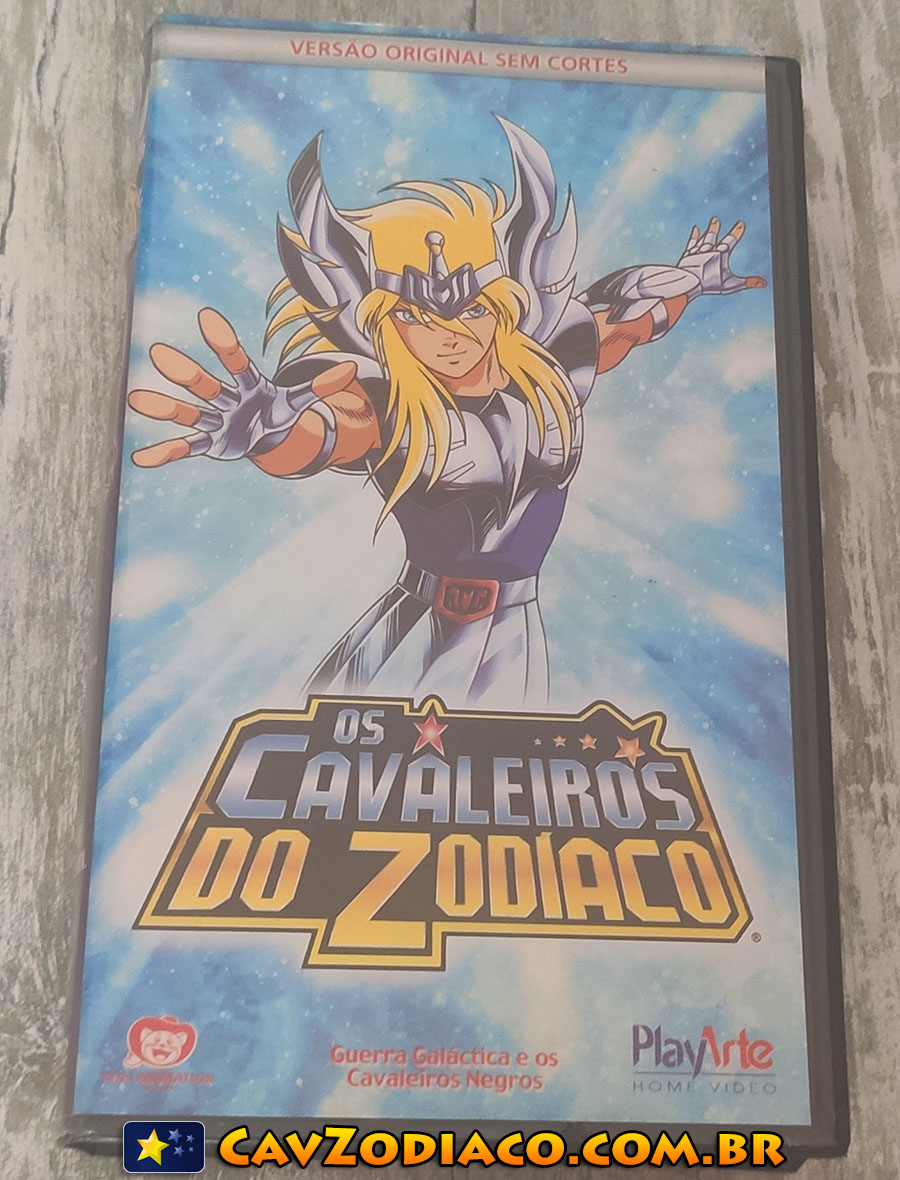 VERSÃO ORIGINAL SEM CORTES
OS
CAVALEIROS
DO ZODÍACO
®
Guerra Galáctica e os
Cavaleiros Negros
PlayArte
HOME VIDEO
CAVZODIACO.COM.BR